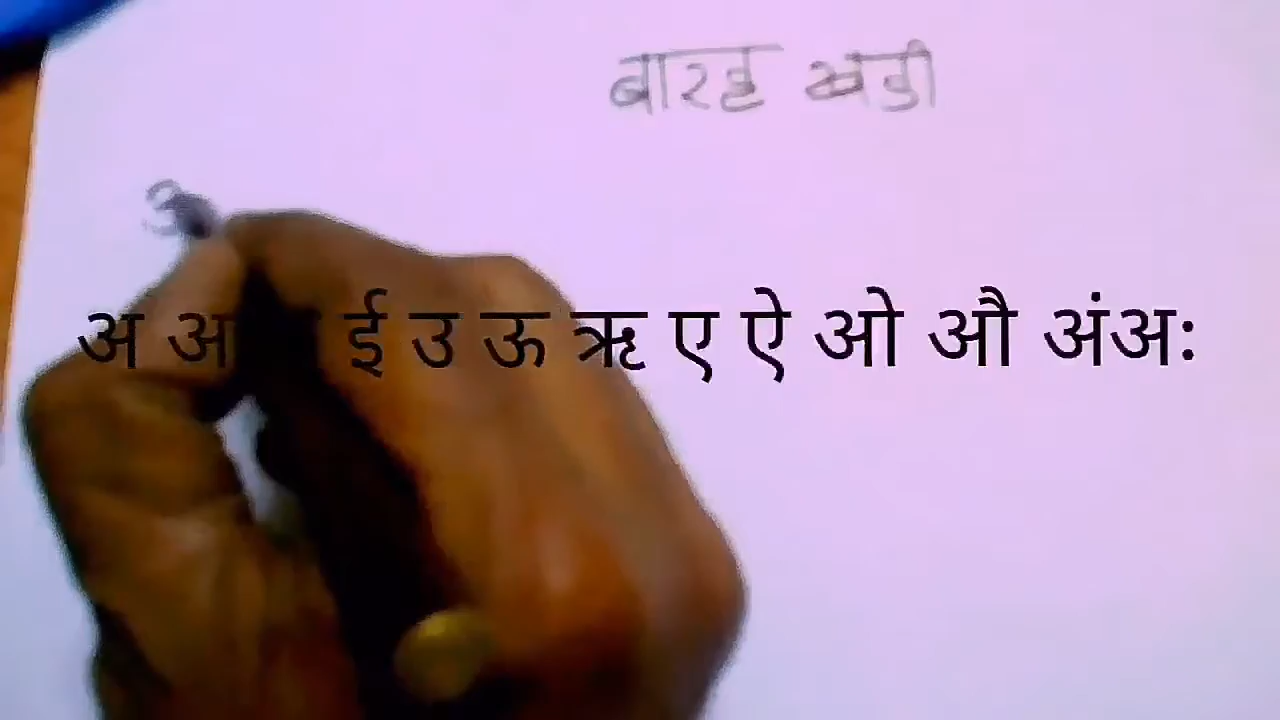 बारह खडी
अ
अ अ ई उ ऊ ऋ ए ऐ ओ औ अंअः